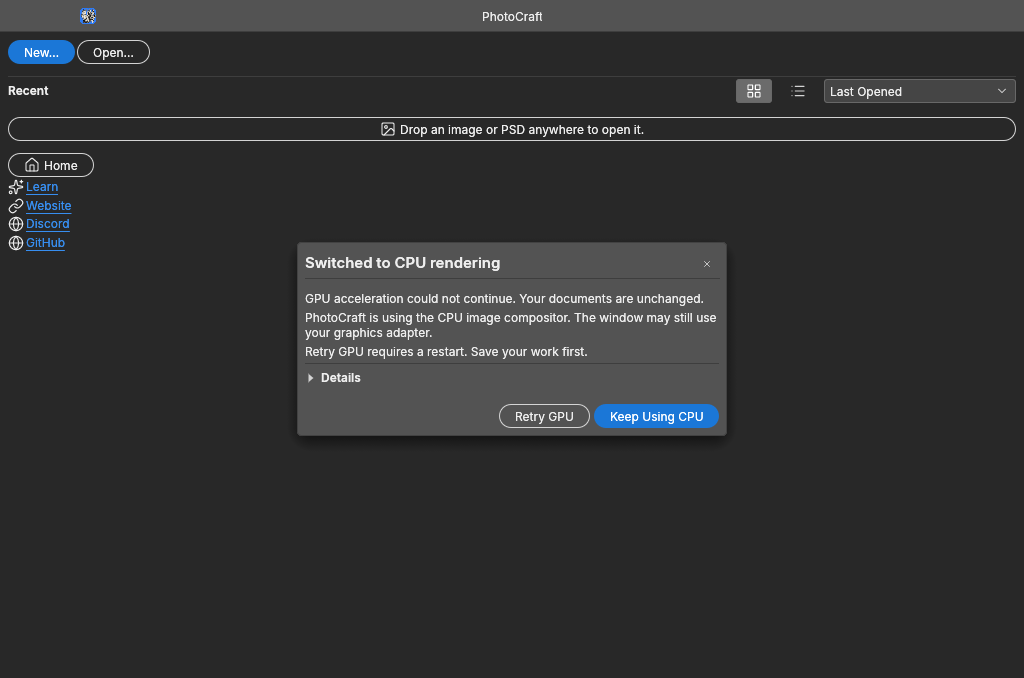 PhotoCraft
New... Open...
Recent
Last Opened
Drop an image or PSD anywhere to open it.
Home
Learn
Website
Discord
GitHub
Switched to CPU rendering
GPU acceleration could not continue. Your documents are unchanged.
PhotoCraft is using the CPU image compositor. The window may still use
your graphics adapter.
Retry GPU requires a restart. Save your work first.
Details
Retry GPU Keep Using CPU